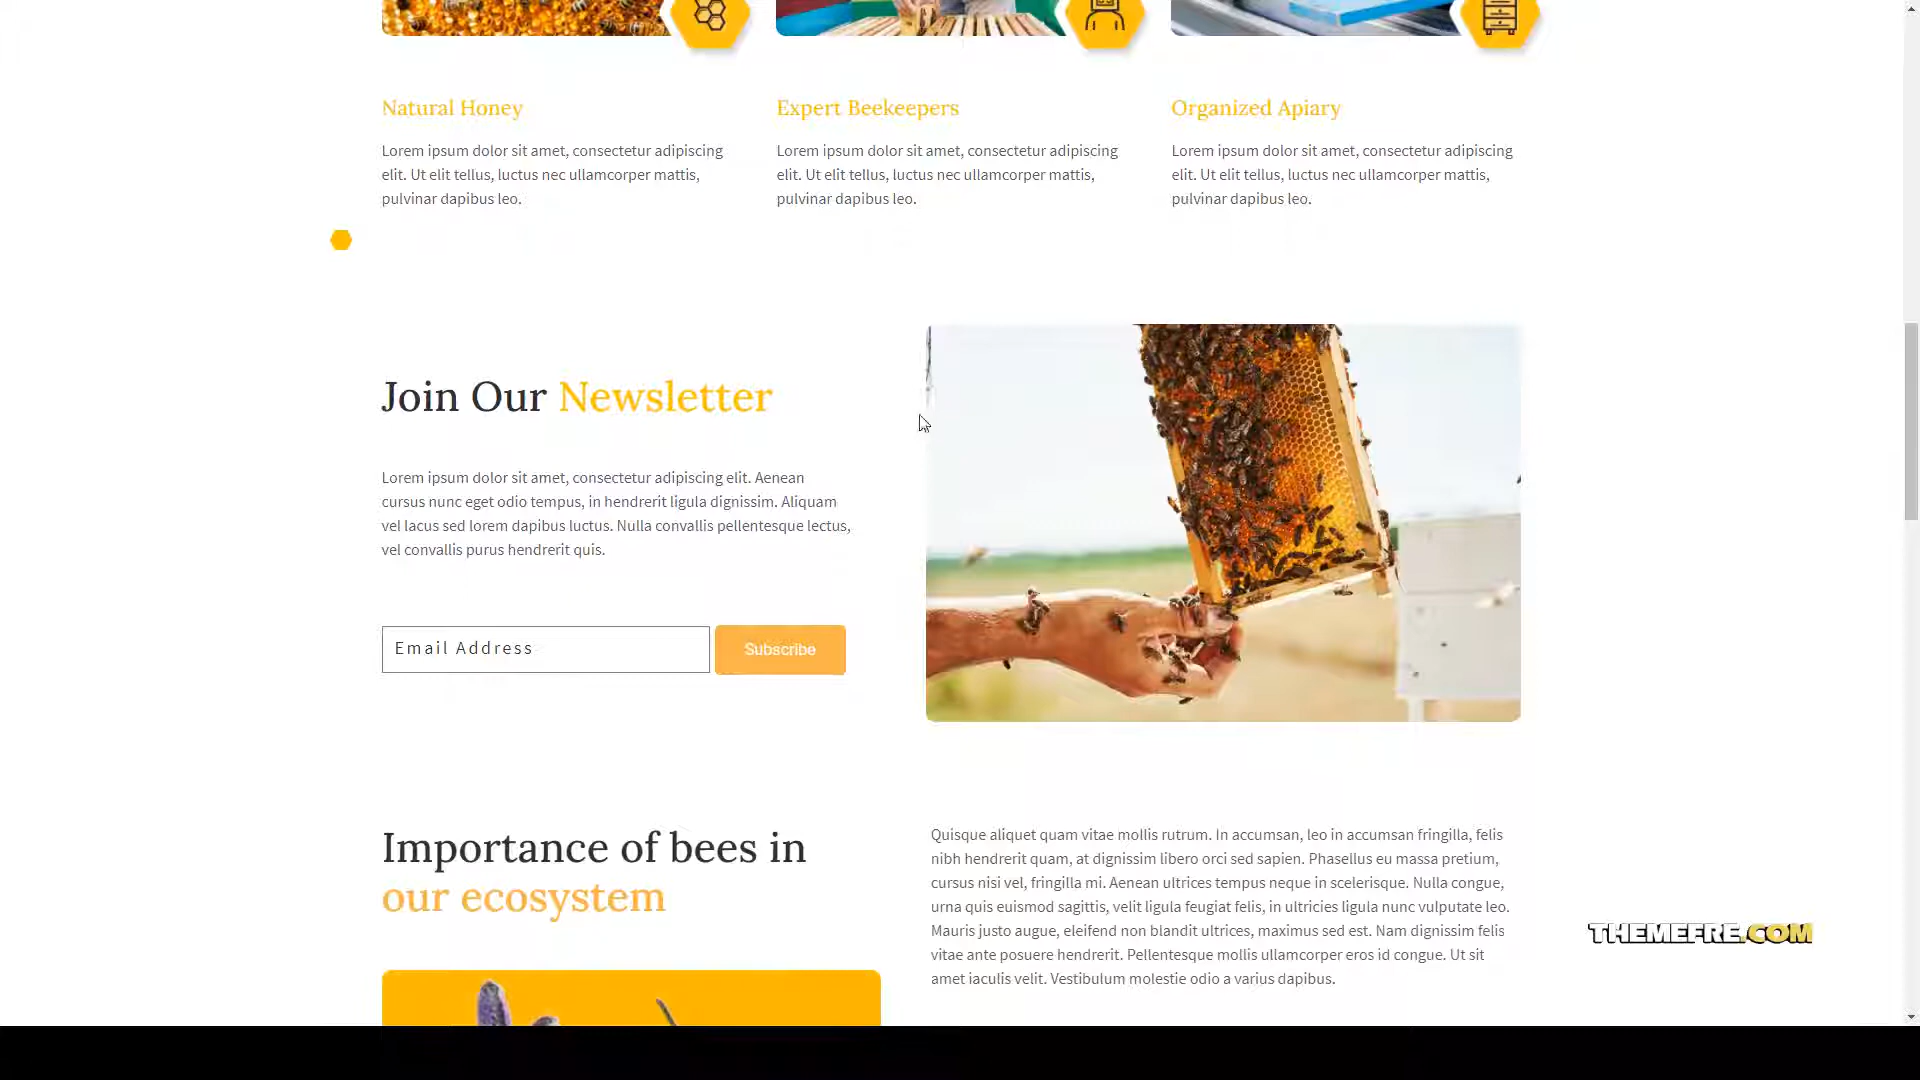 Natural Honey
Expert Beekeepers
Organized Apiary
Lorem ipsum dolor sit amet, consectetur adipiscing
elit. Ut elit tellus, luctus nec ullamcorper mattis,
pulvinar dapibus leo.
Lorem ipsum dolor sit amet, consectetur adipiscing
elit. Ut elit tellus, luctus nec ullamcorper mattis,
pulvinar dapibus leo.
Lorem ipsum dolor sit amet, consectetur adipiscing
elit. Ut elit tellus, luctus nec ullamcorper mattis,
pulvinar dapibus leo.
Join Our Newsletter
Lorem ipsum dolor sit amet, consectetur adipiscing elit. Aenean
cursus nunc eget odio tempus, in hendrerit ligula dignissim. Aliquam
vel lacus sed lorem dapibus luctus. Nulla convallis pellentesque lectus,
vel convallis purus hendrerit quis.
Email Address
Subscribe
Importance of bees in
our ecosystem
Quisque aliquet quam vitae mollis rutrum. In accumsan, leo in accumsan fringilla, felis
nibh hendrerit quam, at dignissim libero orci sed sapien. Phasellus eu massa pretium,
cursus nisi vel, fringilla mi. Aenean ultrices tempus neque in scelerisque. Nulla congue,
urna quis euismod sagittis, velit ligula feugiat felis, in ultricies ligula nunc vulputate leo.
Mauris justo augue, eleifend non blandit ultrices, maximus sed est. Nam dignissim felis
vitae ante posuere hendrerit. Pellentesque mollis ullamcorper eros id congue. Ut sit
amet iaculis velit. Vestibulum molestie odio a varius dapibus.
THEMEFRE.COM